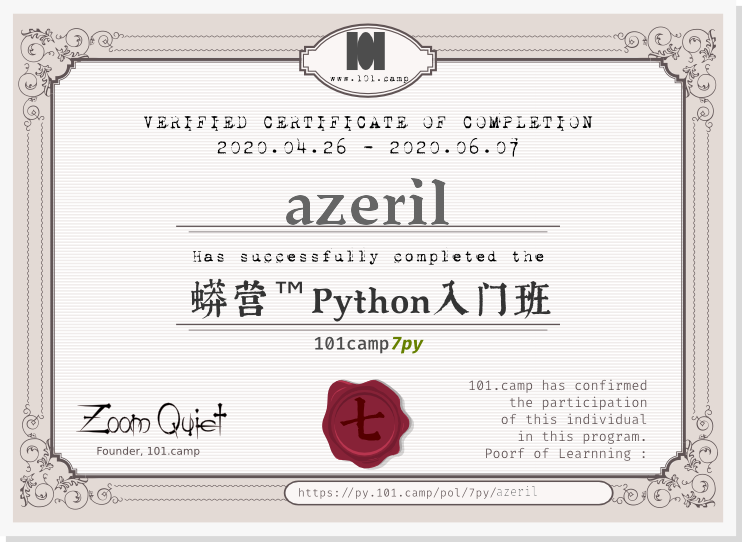 www.101.camp
VERIFIED CERTIFICATE OF COMPLETION
2020.04.26 - 2020.06.07
azeril
Has successfully completed the
蟒营™Python入门班
101camp7py
Zoom Quiet
Founder, 101.camp
七
101.camp has confirmed
the participation
of this individual
in this program.
Poorf of Learnning :
https://py.101.camp/pol/7py/azeril